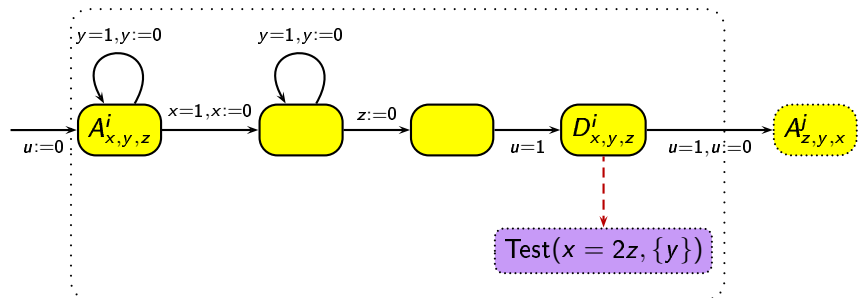 y=1,y:=0
y=1,y:=0
x=1,x:=0
z:=0
A^i_{x,y,z}
D^i_{x,y,z}
A^j_{z,y,x}
u:=0
u=1
u=1,u:=0
Test(x = 2z, {y})